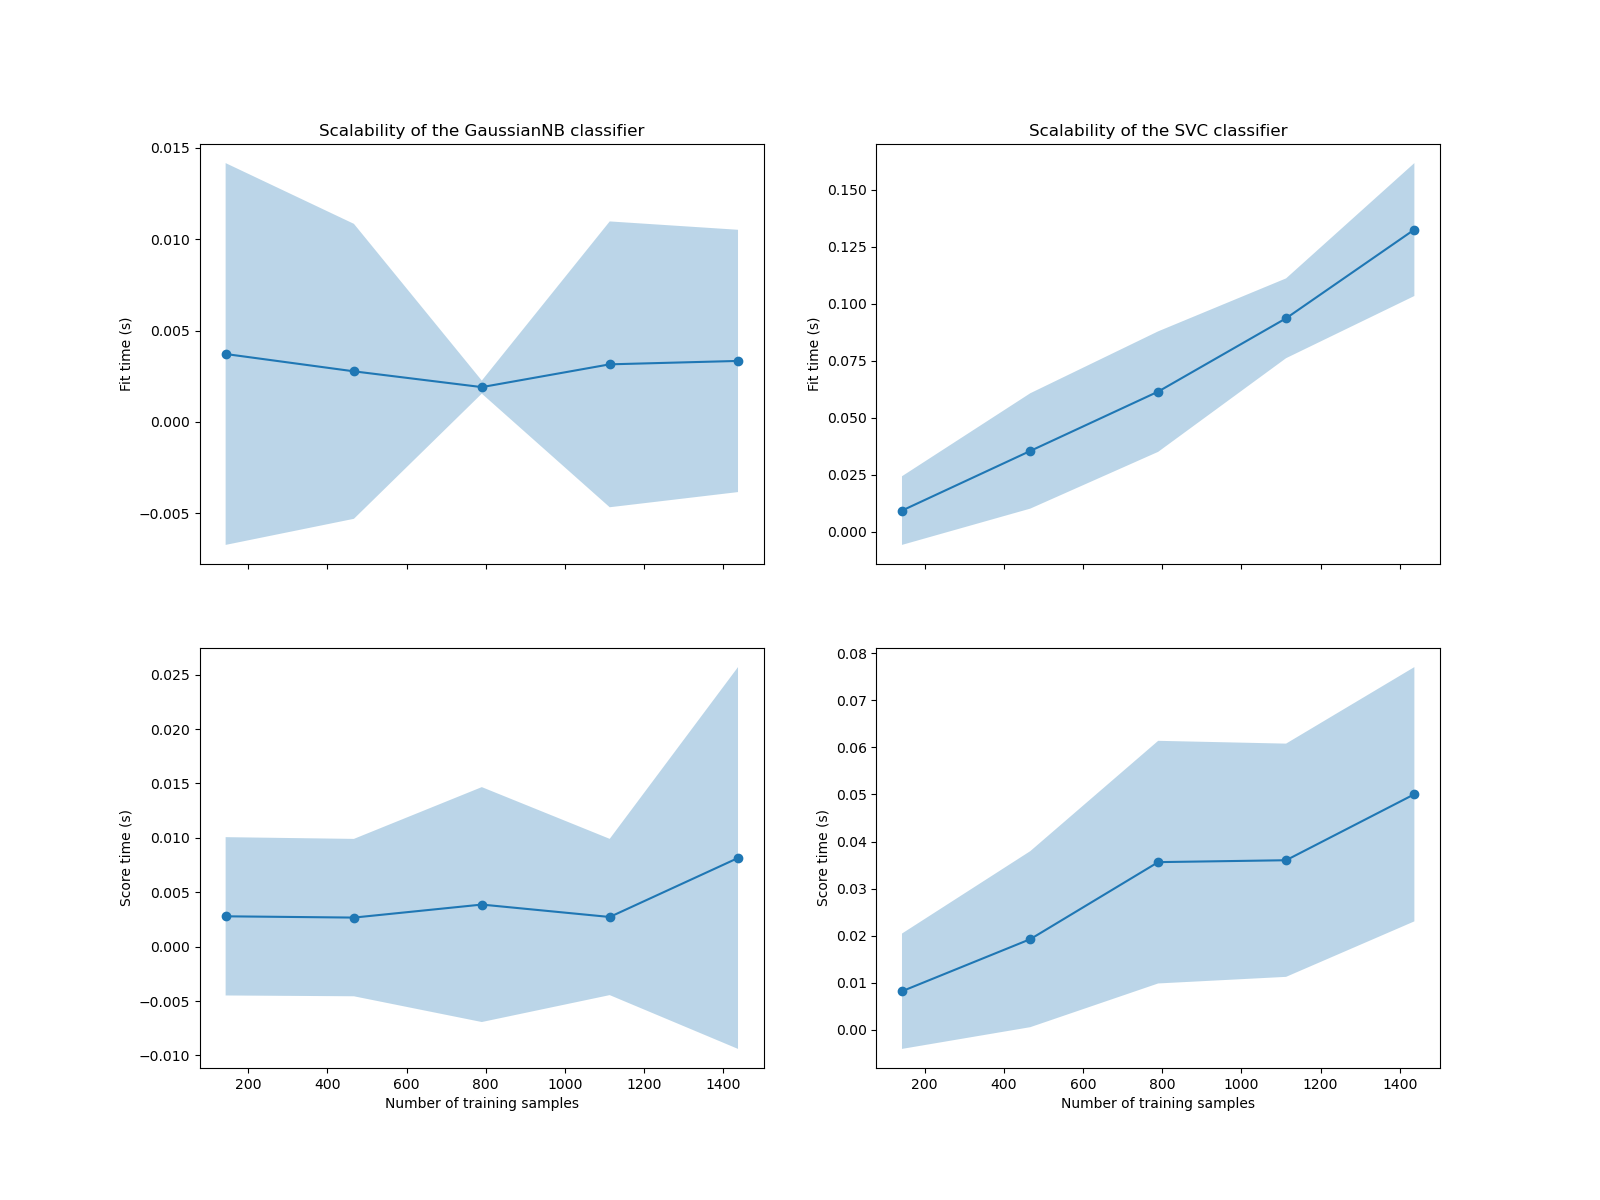 Scalability of the GaussianNB classifier
0.015
0.010
0.005
0.000
−0.005
Fit time (s)
Scalability of the SVC classifier
0.150
0.125
0.100
0.075
0.050
0.025
0.000
Fit time (s)
0.025
0.020
0.015
0.010
0.005
0.000
−0.005
−0.010
Score time (s)
200 400 600 800 1000 1200 1400
Number of training samples
0.08
0.07
0.06
0.05
0.04
0.03
0.02
0.01
0.00
Score time (s)
200 400 600 800 1000 1200 1400
Number of training samples